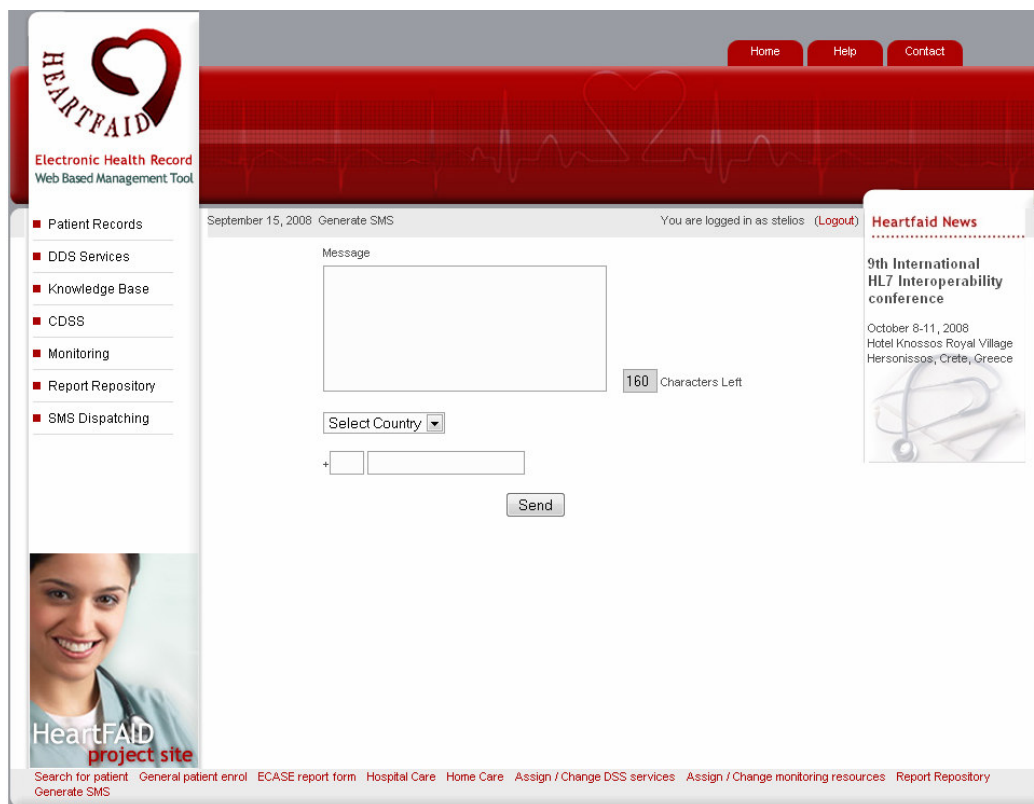 Home Help Contact
HEARTFAID
Electronic Health Record
Web Based Management Tool
Patient Records
DDS Services
Knowledge Base
CDSS
Monitoring
Report Repository
SMS Dispatching
September 15, 2008 Generate SMS
You are logged in as stelios (Logout)
Message
160 Characters Left
Select Country
+
Send
Heartfaid News
9th International
HL7 Interoperability
conference
October 8-11, 2008
Hotel Knossos Royal Village
Hersonissos, Crete, Greece
HeartFAID
project site
Search for patient General patient enrol ECASE report form Hospital Care Home Care Assign / Change DSS services Assign / Change monitoring resources Report Repository
Generate SMS